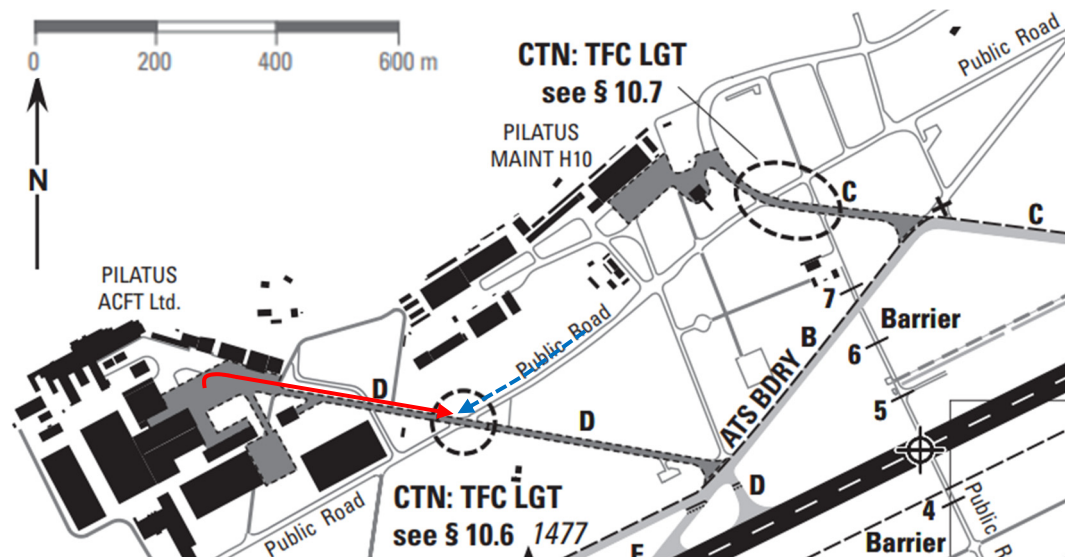 0 200 400 600 m
N
CTN: TFC LGT
see § 10.7
Public Road
PILATUS
MAINT H10
C
C
PILATUS
ACFT Ltd.
7
Barrier
6
B
Public Road
5
D
ATS BDRY
D
D
CTN: TFC LGT
see § 10.6
1477
Public Road
E
4
Public
R
Barrier